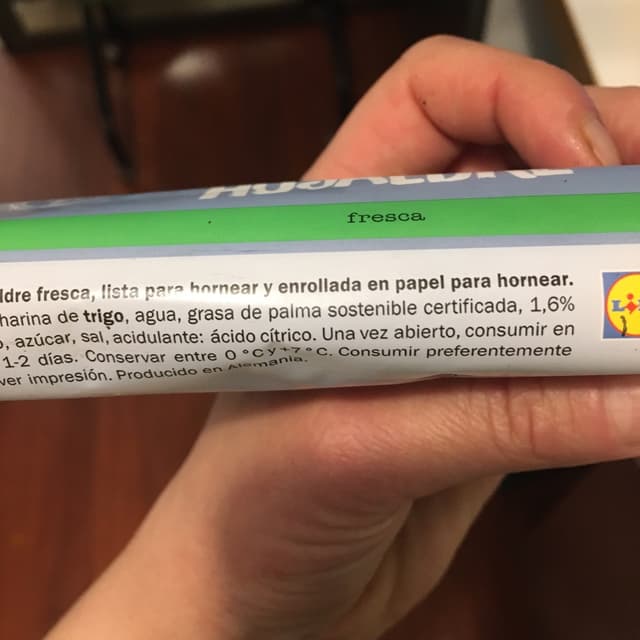 HOJALDRE
fresca
ldre fresca, lista para hornear y enrollada en papel para hornear.
harina de trigo, agua, grasa de palma sostenible certificada, 1,6%
, azúcar, sal, acidulante: ácido cítrico. Una vez abierto, consumir en
1-2 días. Conservar entre 0 °C y +7 °C. Consumir preferentemente
ver impresión. Producido en Alemania.